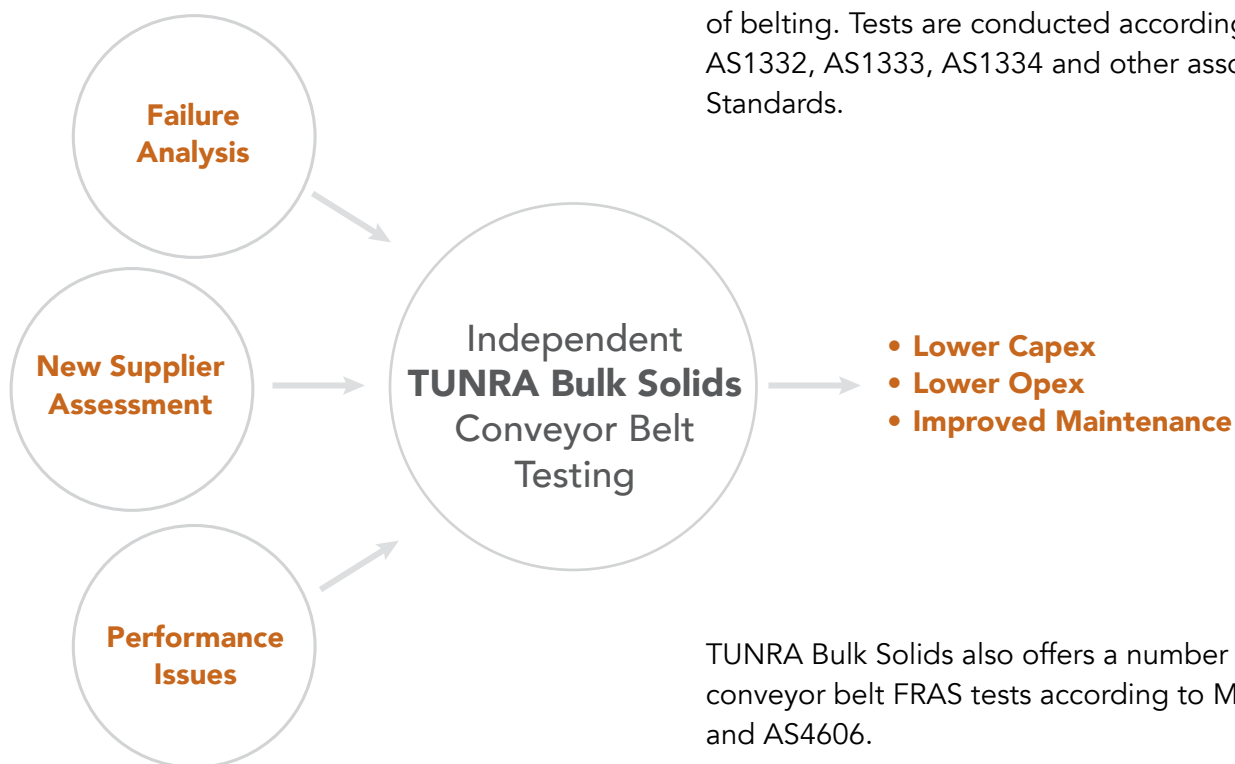 of belting. Tests are conducted according
AS1332, AS1333, AS1334 and other
Standards.
Failure
Analysis
New Supplier
Assessment
Performance
Issues
Independent
TUNRA Bulk Solids
Conveyor Belt
Testing
• Lower Capex
• Lower Opex
• Improved Maintenance
TUNRA Bulk Solids also offers a number
conveyor belt FRAS tests according to
and AS4606.